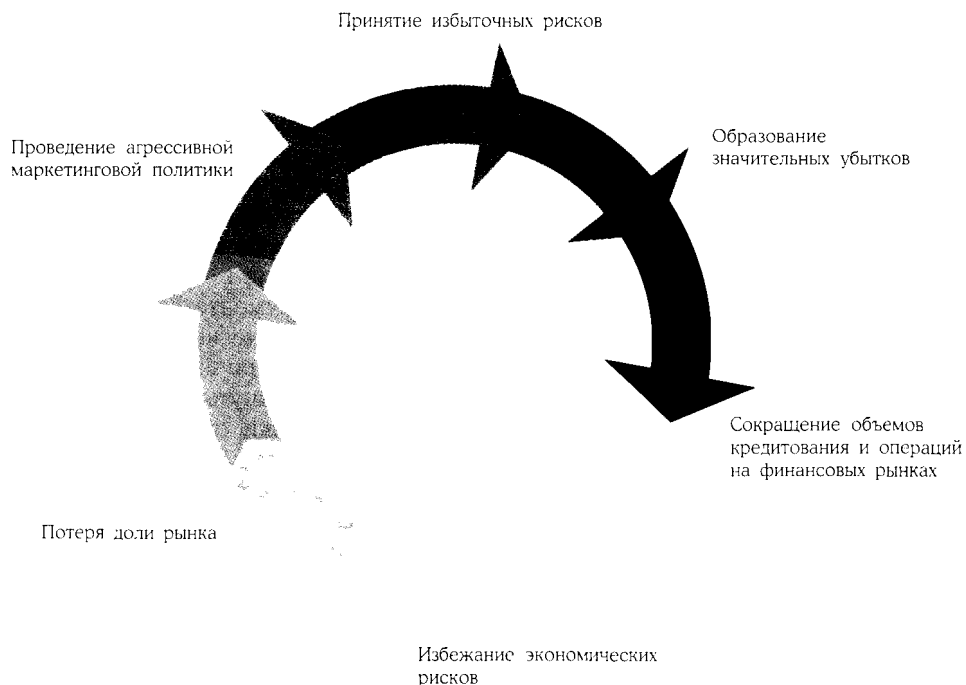 Принятие избыточных рисков
Проведение агрессивной
маркетинговой политики
Образование
значительных убытков
Сокращение объемов
кредитования и операций
на финансовых рынках
Потеря доли рынка
Избежание экономических
рисков